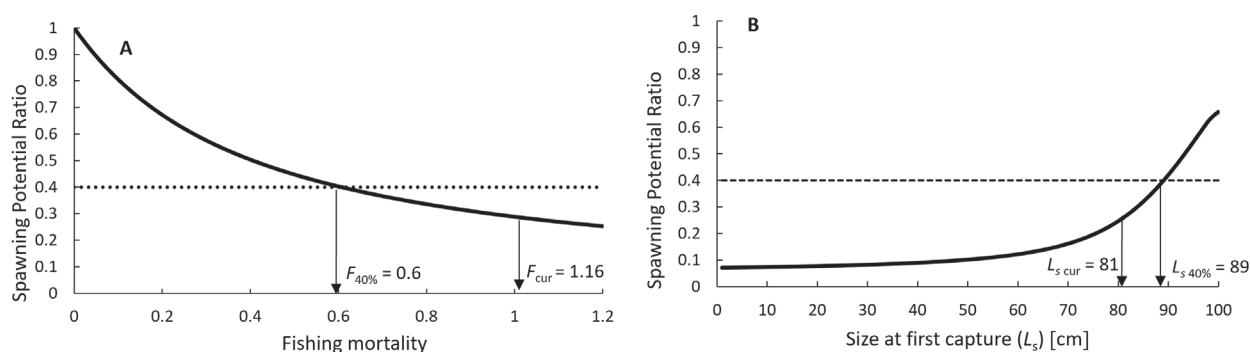 A
Spawning Potential Ratio
1
0.9
0.8
0.7
0.6
0.5
0.4
0.3
0.2
0.1
0
F40% = 0.6
Fcur = 1.16
0 0.2 0.4 0.6 0.8 1 1.2
Fishing mortality
B
Spawning Potential Ratio
1
0.9
0.8
0.7
0.6
0.5
0.4
0.3
0.2
0.1
0
Ls cur = 81
Ls 40% = 89
0 10 20 30 40 50 60 70 80 90 100
Size at first capture (Ls) [cm]